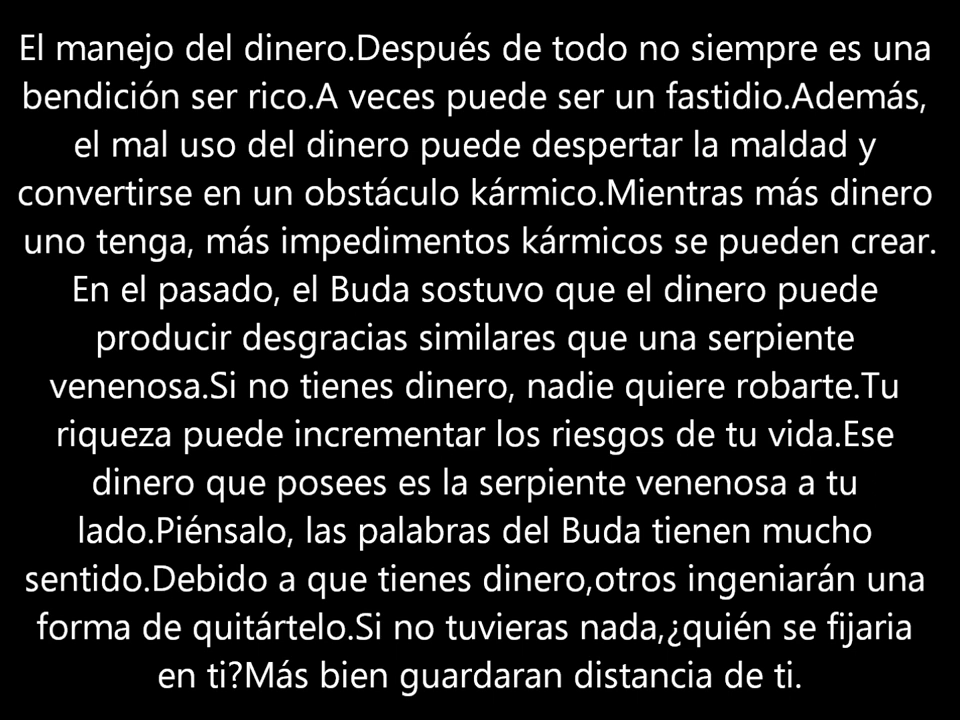 El manejo del dinero.Después de todo no siempre es una
bendición ser rico.A veces puede ser un fastidio.Además,
el mal uso del dinero puede despertar la maldad y
convertirse en un obstáculo kármico.Mientras más dinero
uno tenga, más impedimentos kármicos se pueden crear.
En el pasado, el Buda sostuvo que el dinero puede
producir desgracias similares que una serpiente
venenosa.Si no tienes dinero, nadie quiere robarte.Tu
riqueza puede incrementar los riesgos de tu vida.Ese
dinero que posees es la serpiente venenosa a tu
lado.Piénsalo, las palabras del Buda tienen mucho
sentido.Debido a que tienes dinero,otros ingeniarán una
forma de quitártelo.Si no tuvieras nada,¿quién se fijaria
en ti?Más bien guardaran distancia de ti.